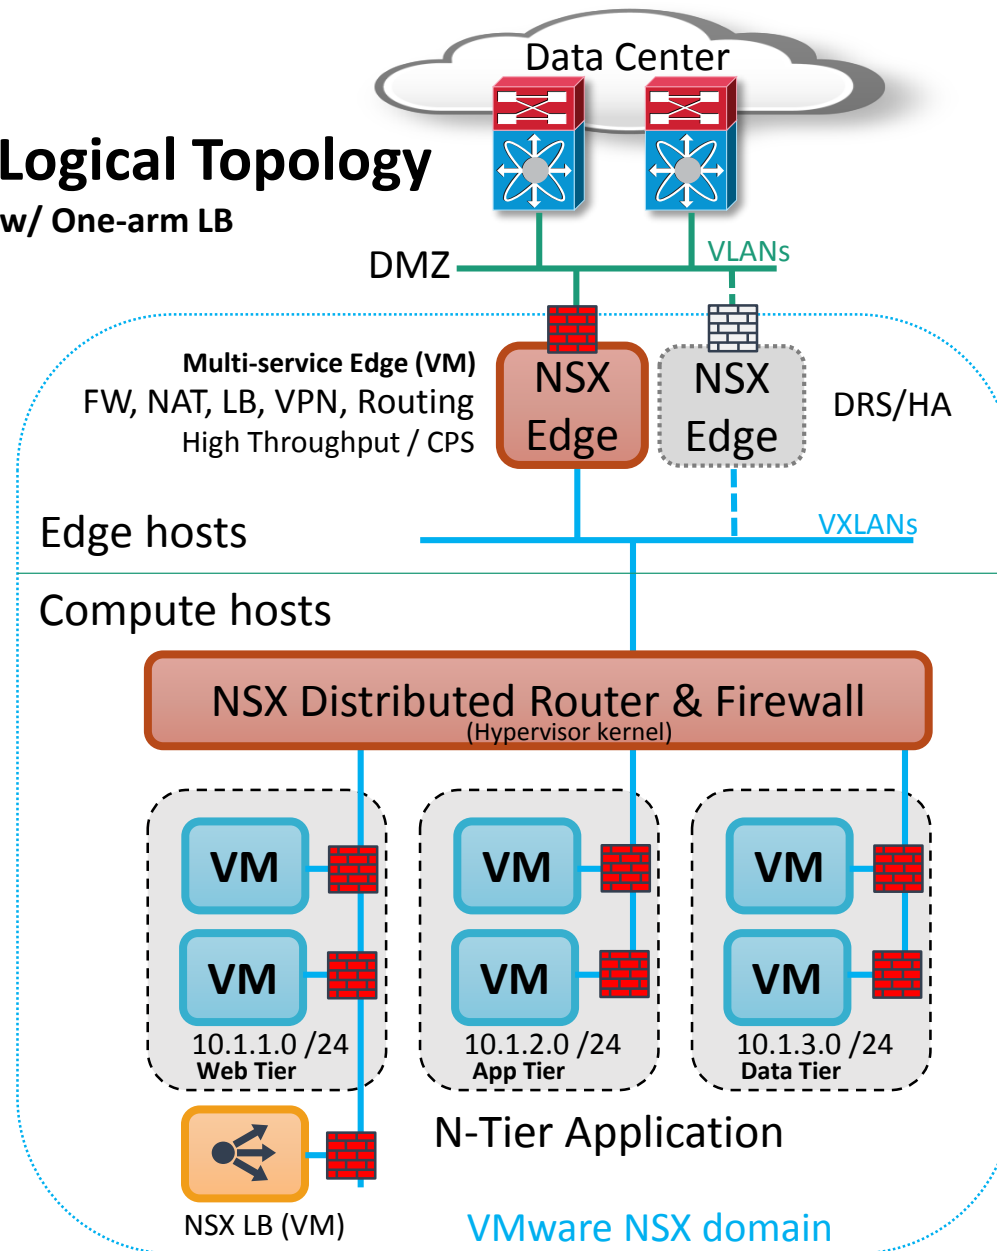 Data Center
Logical Topology
w/ One-arm LB
DMZ
VLANs
Multi-service Edge (VM)
FW, NAT, LB, VPN, Routing
High Throughput / CPS
NSX
Edge
NSX
Edge
DRS/HA
Edge hosts
VXLANs
Compute hosts
NSX Distributed Router & Firewall
(Hypervisor kernel)
VM
VM
VM
VM
VM
VM
10.1.1.0 /24
Web Tier
10.1.2.0 /24
App Tier
10.1.3.0 /24
Data Tier
N-Tier Application
NSX LB (VM)
VMware NSX domain